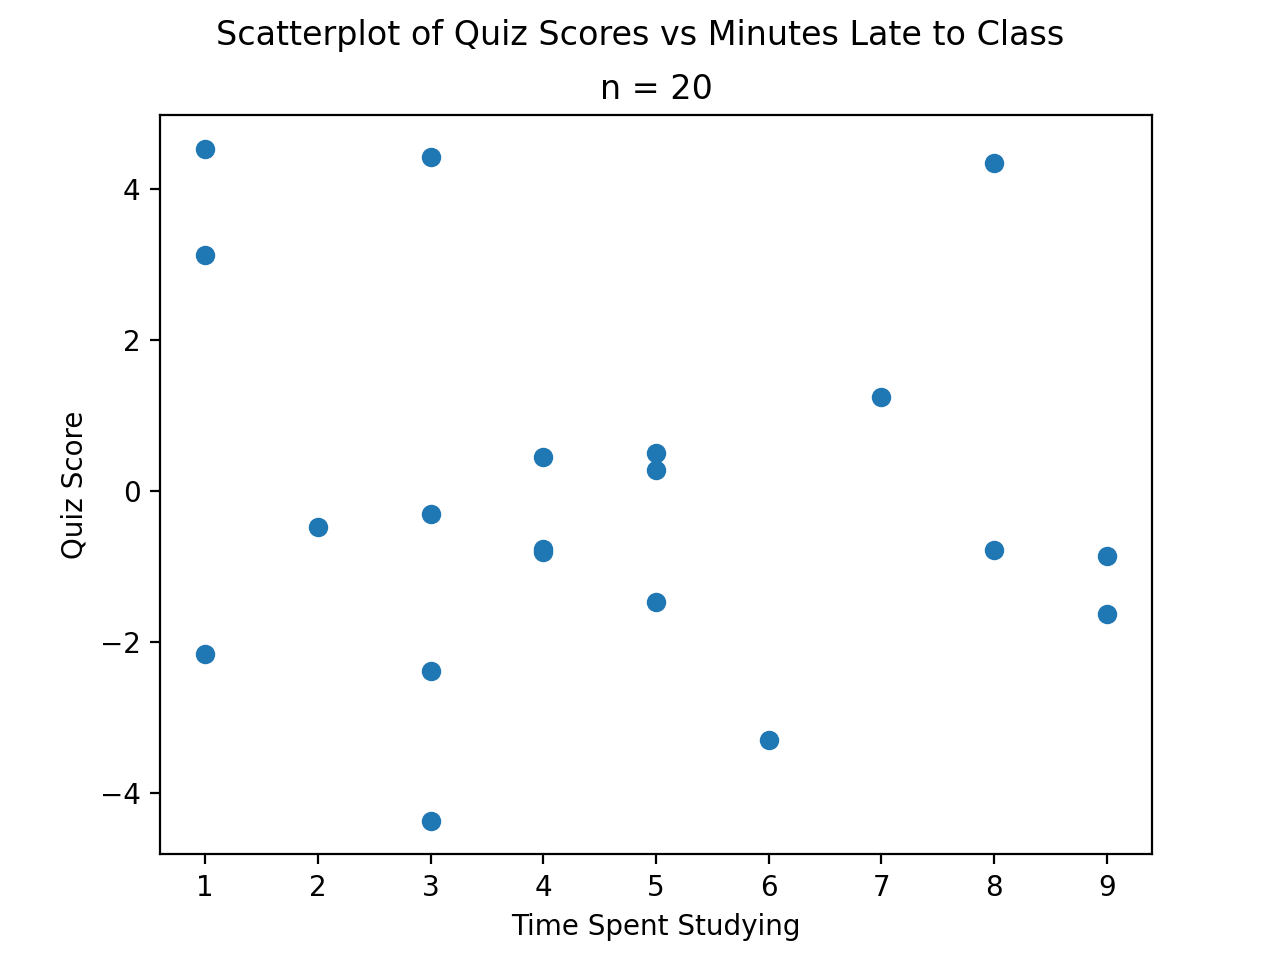 Scatterplot of Quiz Scores vs Minutes Late to Class
n = 20
4
2
0
−2
−4
Quiz Score
1 2 3 4 5 6 7 8 9
Time Spent Studying